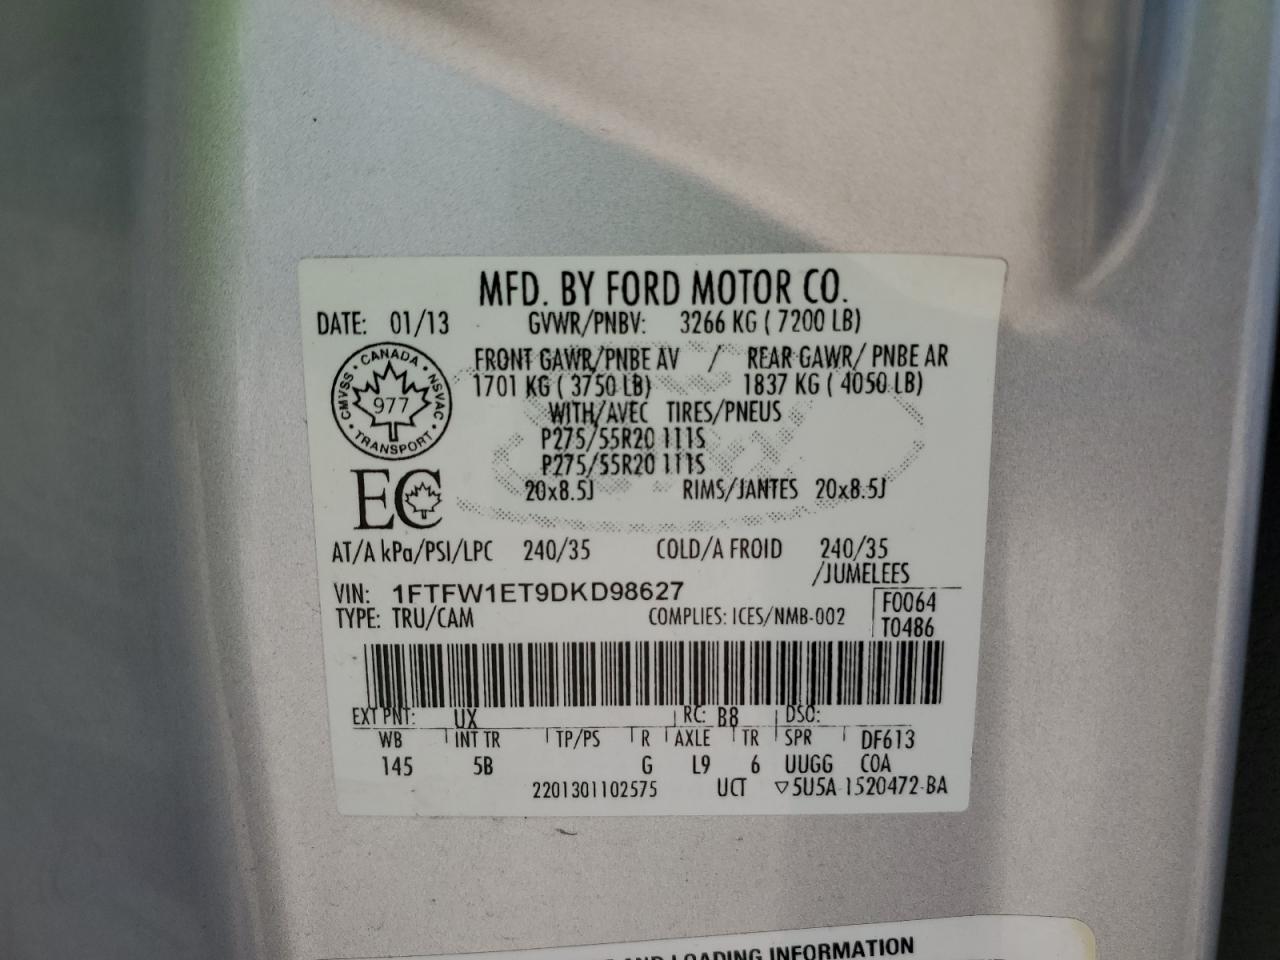 MFD. BY FORD MOTOR CO.
DATE: 01/13 GVWR/PNBV: 3266 KG ( 7200 LB)
FRONT GAWR/PNBE AV / REAR GAWR/ PNBE AR
1701 KG ( 3750 LB) 1837 KG ( 4050 LB)
WITH/AVEC TIRES/PNEUS
P275/55R20 111S
P275/55R20 111S
20x8.5J RIMS/JANTES 20x8.5J
CANADA
CMVSS • NSVAC
977
TRANSPORT
EC
AT/A kPa/PSI/LPC 240/35 COLD/A FROID 240/35
/JUMELEES
VIN: 1FTFW1ET9DKD98627
F0064
TYPE: TRU/CAM COMPLIES: ICES/NMB-002
T0486
EXT PNT: UX RC: B8 DSO:
WB INT TR TP/PS R AXLE TR SPR DF613
145 5B G L9 6 UUGG COA
2201301102575 UCT ▽5U5A 1520472-BA
AND LOADING INFORMATION